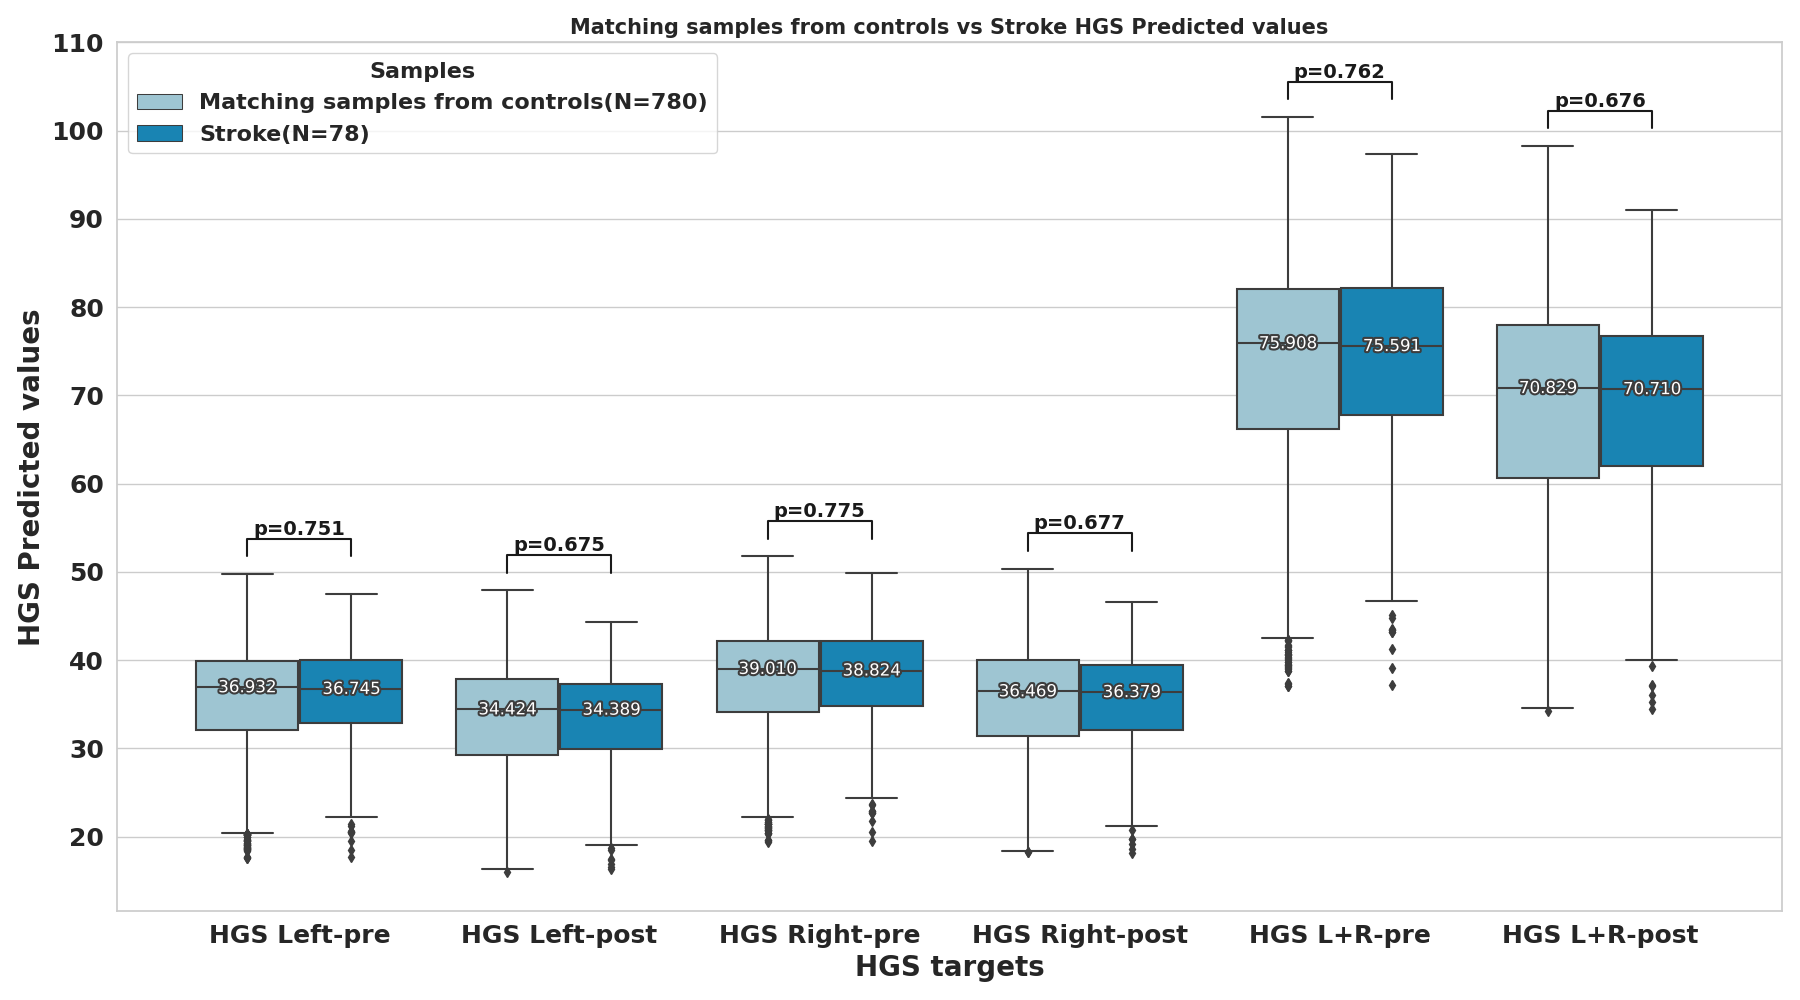 Matching samples from controls vs Stroke HGS Predicted values
110
100
90
80
70
60
50
40
30
20
HGS Predicted values
Samples
Matching samples from controls(N=780)
Stroke(N=78)
p=0.751
p=0.675
p=0.775
p=0.677
p=0.762
p=0.676
36.932
36.745
34.424
34.389
39.010
38.824
36.469
36.379
75.908
75.591
70.829
70.710
HGS Left-pre
HGS Left-post
HGS Right-pre
HGS Right-post
HGS L+R-pre
HGS L+R-post
HGS targets